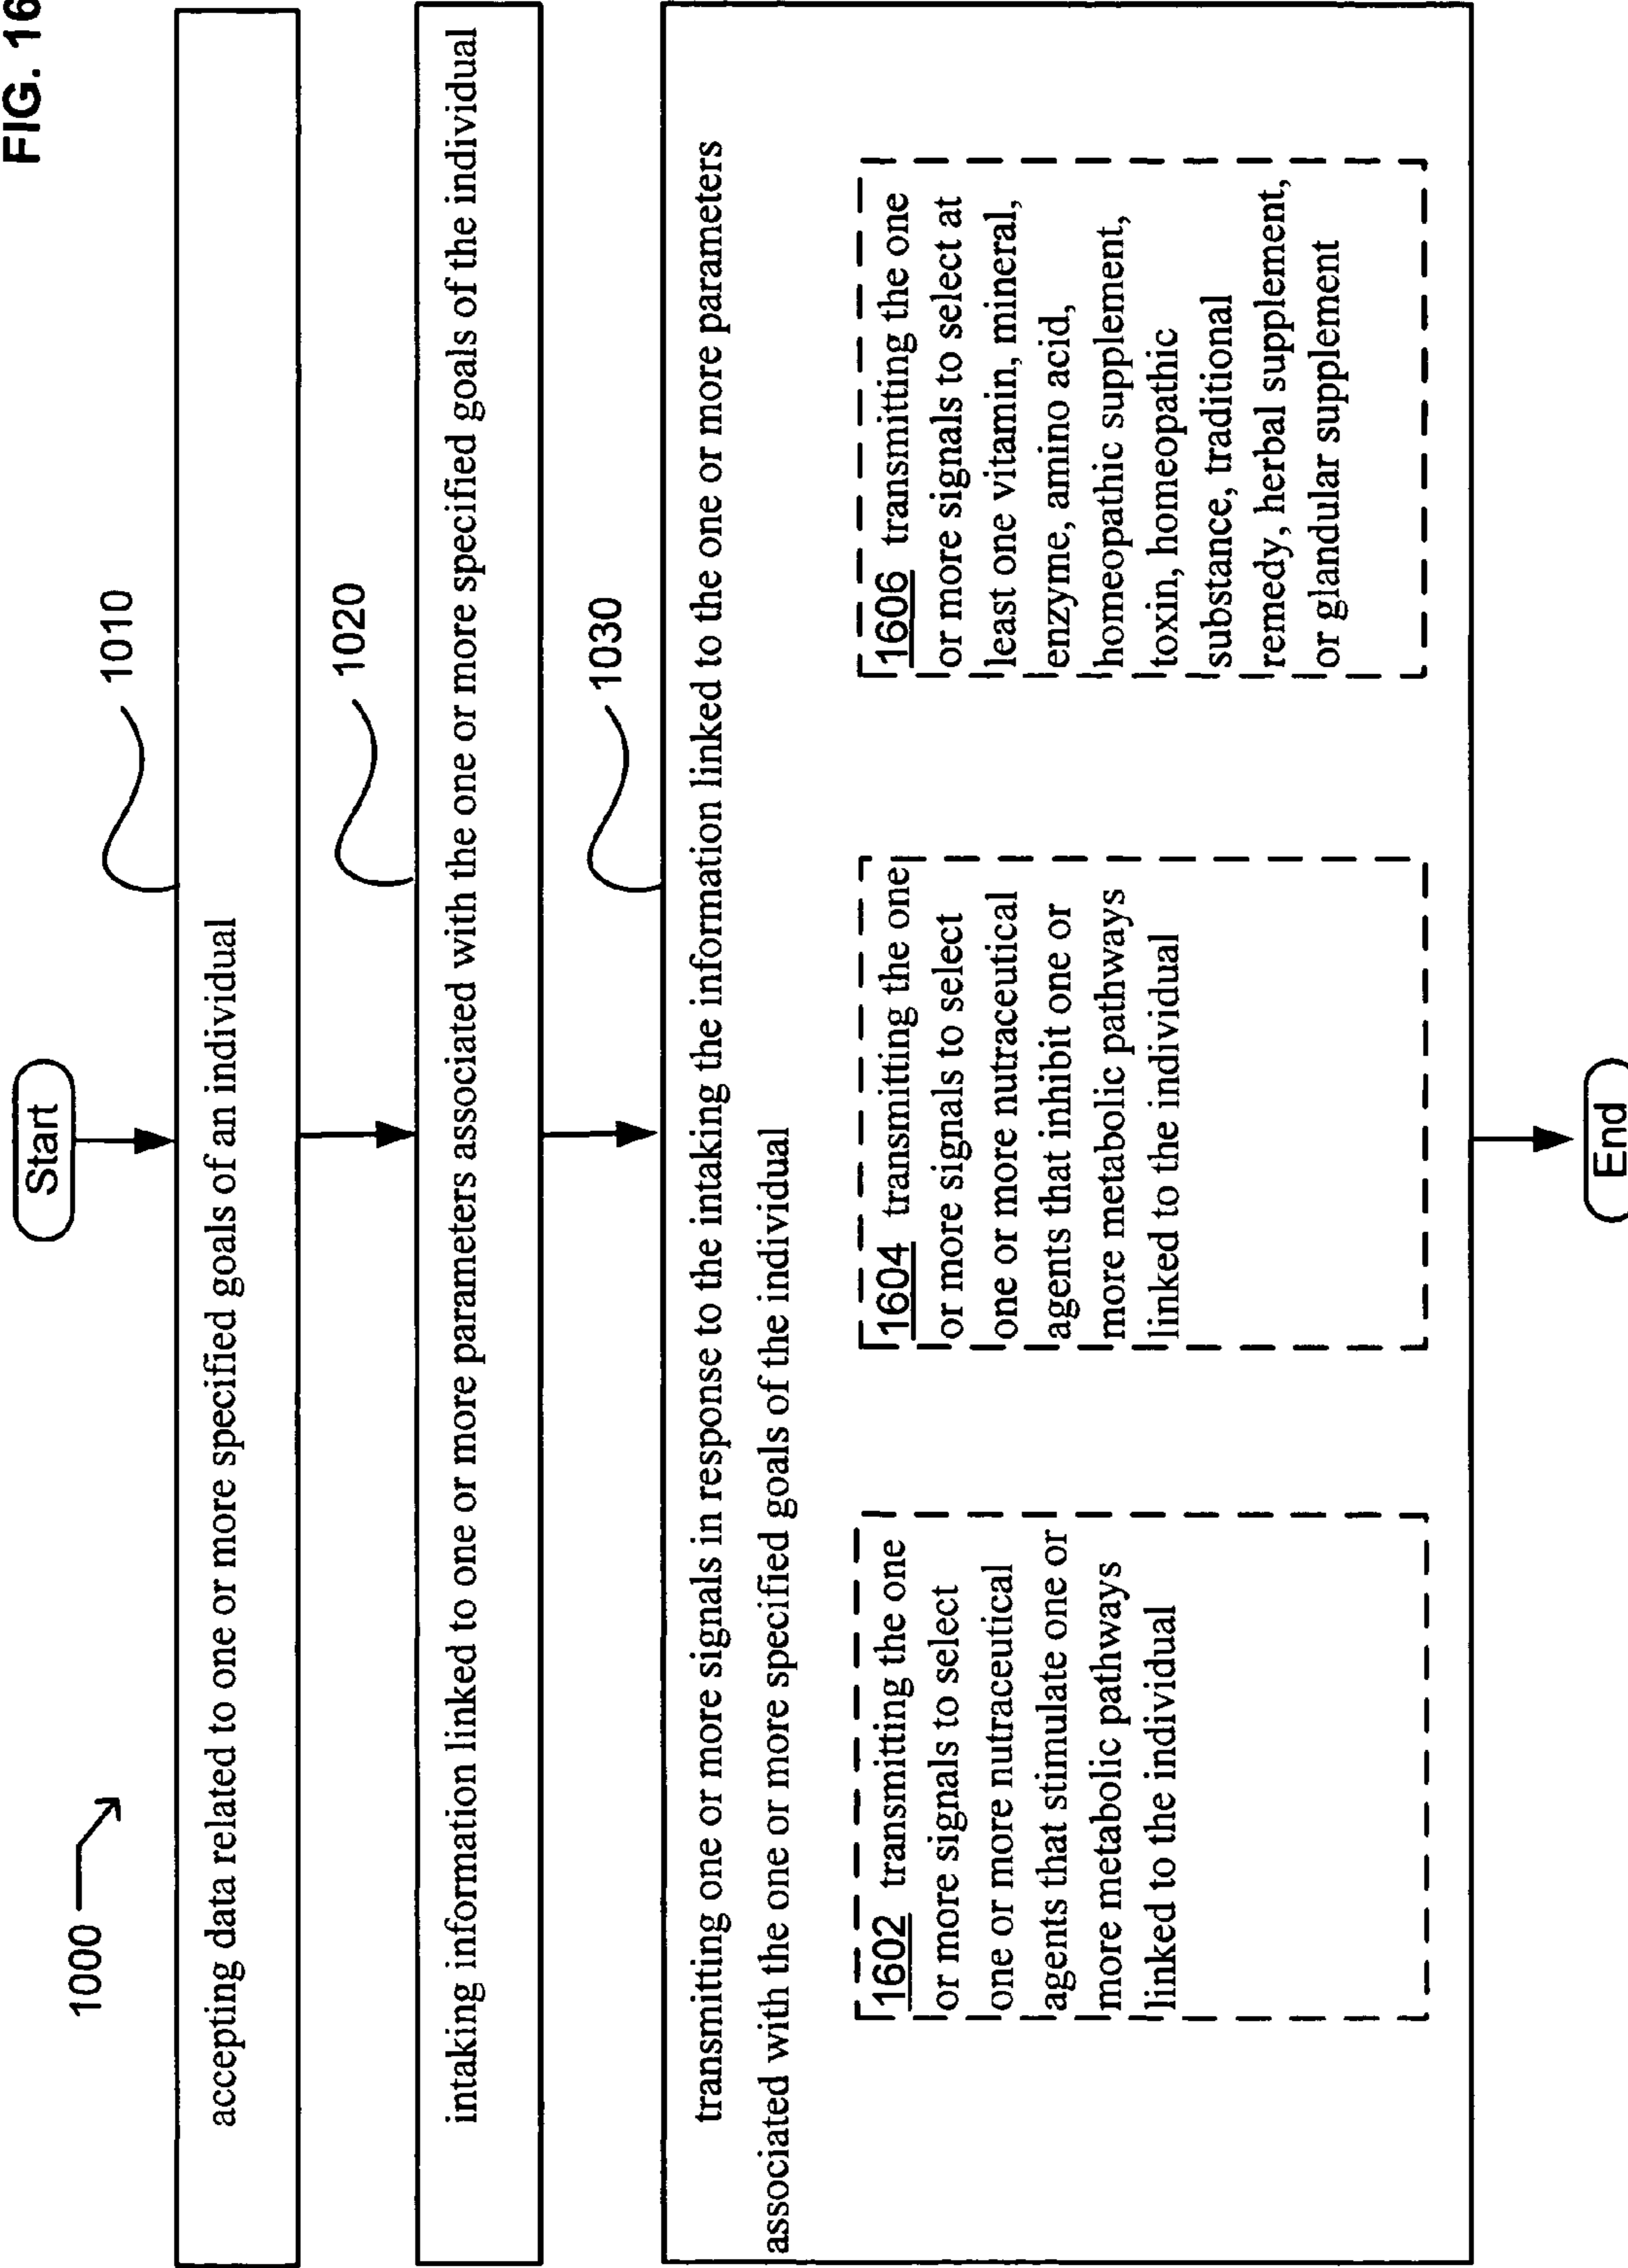 FIG. 16
1000
Start
1010
accepting data related to one or more specified goals of an individual
1020
intaking information linked to one or more parameters associated with the one or more specified goals of the individual
1030
transmitting one or more signals in response to the intaking the information linked to the one or more parameters
associated with the one or more specified goals of the individual
1602 transmitting the one
or more signals to select
one or more nutraceutical
agents that stimulate one or
more metabolic pathways
linked to the individual
1604 transmitting the one
or more signals to select
one or more nutraceutical
agents that inhibit one or
more metabolic pathways
linked to the individual
1606 transmitting the one
or more signals to select at
least one vitamin, mineral,
enzyme, amino acid,
homeopathic supplement,
toxin, homeopathic
substance, traditional
remedy, herbal supplement,
or glandular supplement
End